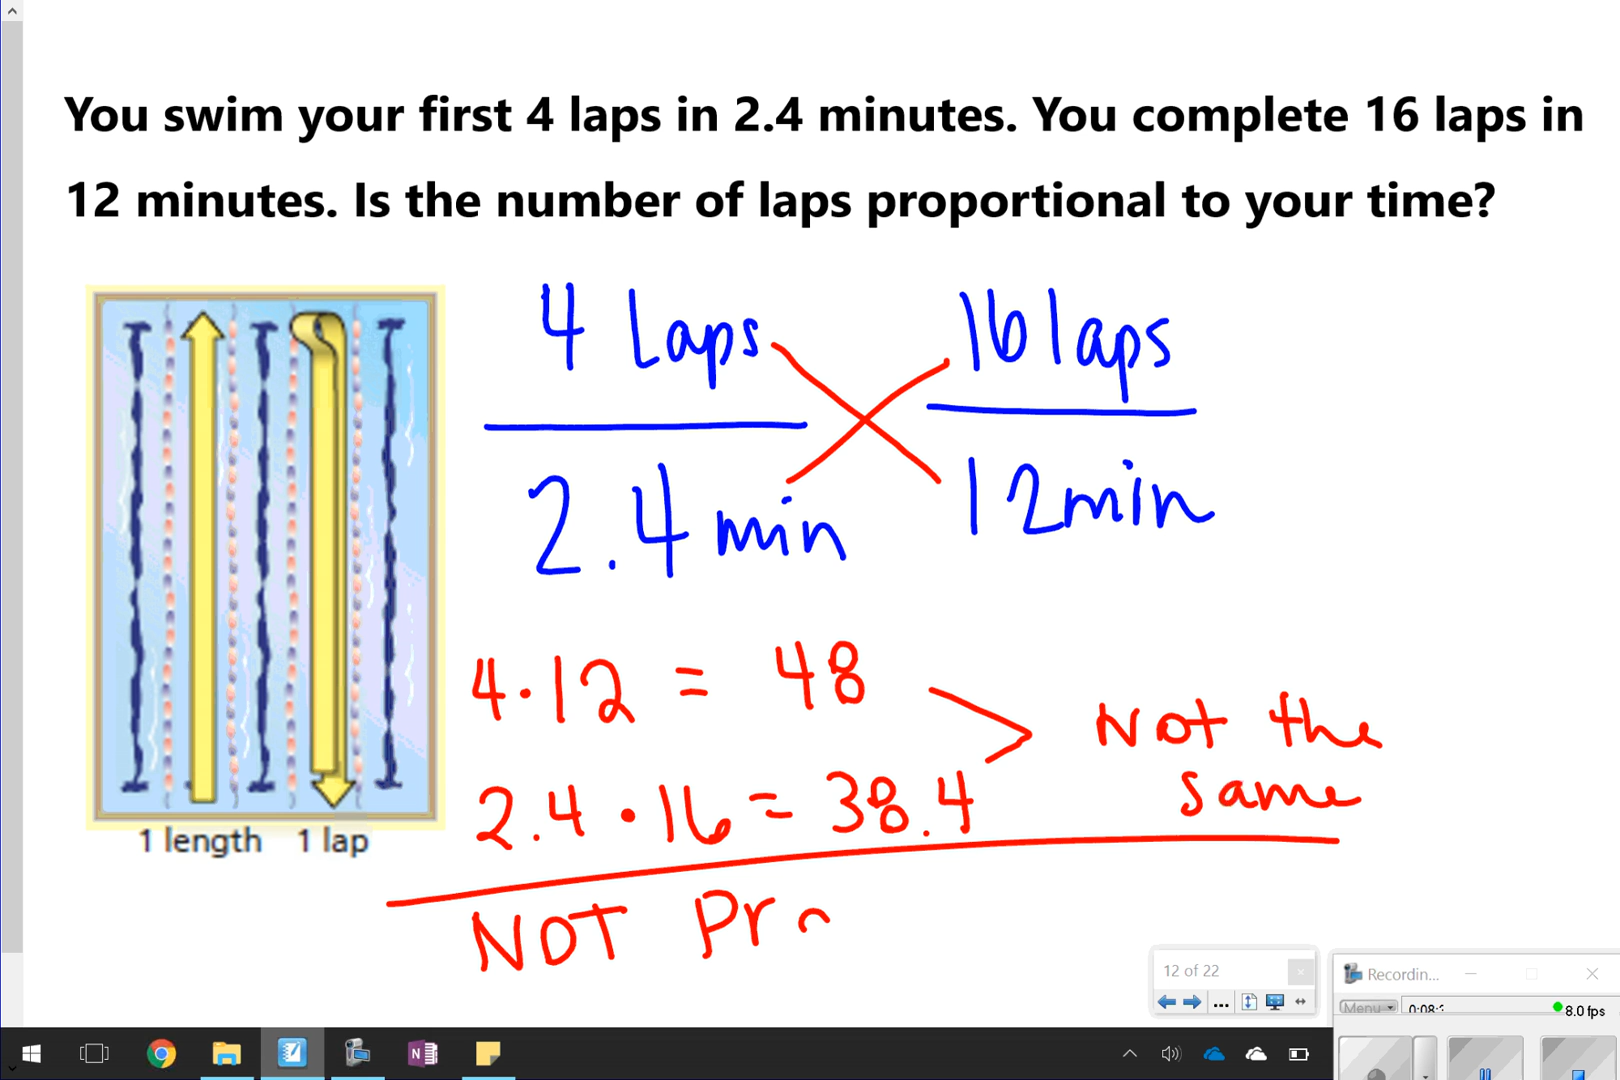 You swim your first 4 laps in 2.4 minutes. You complete 16 laps in
12 minutes. Is the number of laps proportional to your time?
4 Laps
2.4 min
16 laps
12 min
1 length
1 lap
4 · 12 = 48
2.4 · 16 = 38.4
Not the
same
NOT Pro
12 of 22
Recordin...
Menu
8.0 fps